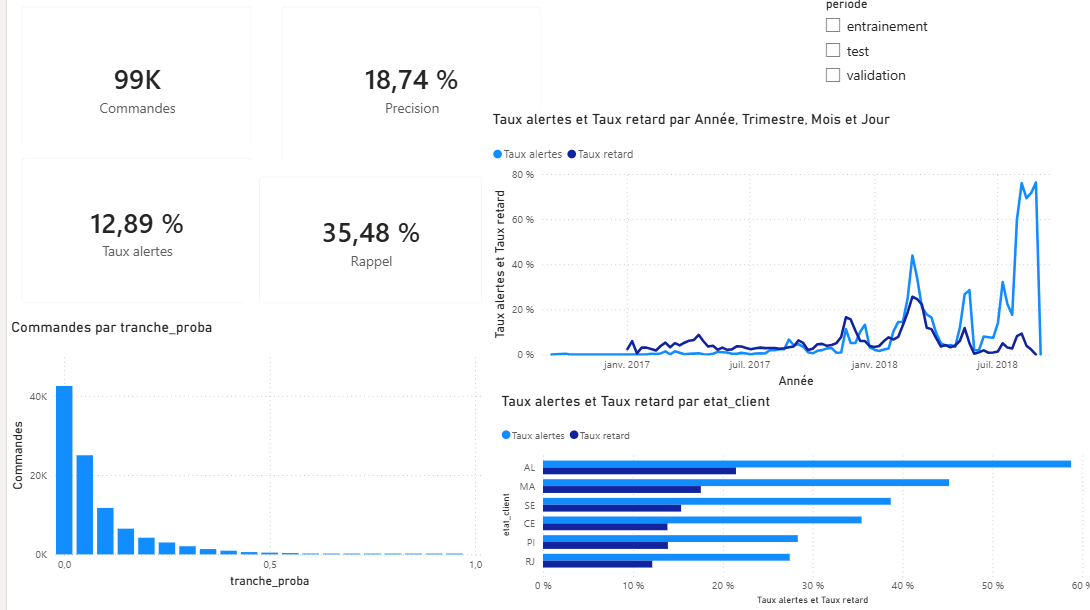 99K
Commandes
18,74 %
Precision
periode
entrainement
test
validation
12,89 %
Taux alertes
35,48 %
Rappel
Taux alertes et Taux retard par Année, Trimestre, Mois et Jour
Taux alertes Taux retard
Taux alertes et Taux retard
80 %
60 %
40 %
20 %
0 %
janv. 2017 juil. 2017 janv. 2018 juil. 2018
Année
Commandes par tranche_proba
Commandes
40K
20K
0K
0,0 0,5 1,0
tranche_proba
Taux alertes et Taux retard par etat_client
Taux alertes Taux retard
etat_client
AL
MA
SE
CE
PI
RJ
0 % 10 % 20 % 30 % 40 % 50 % 60 %
Taux alertes et Taux retard